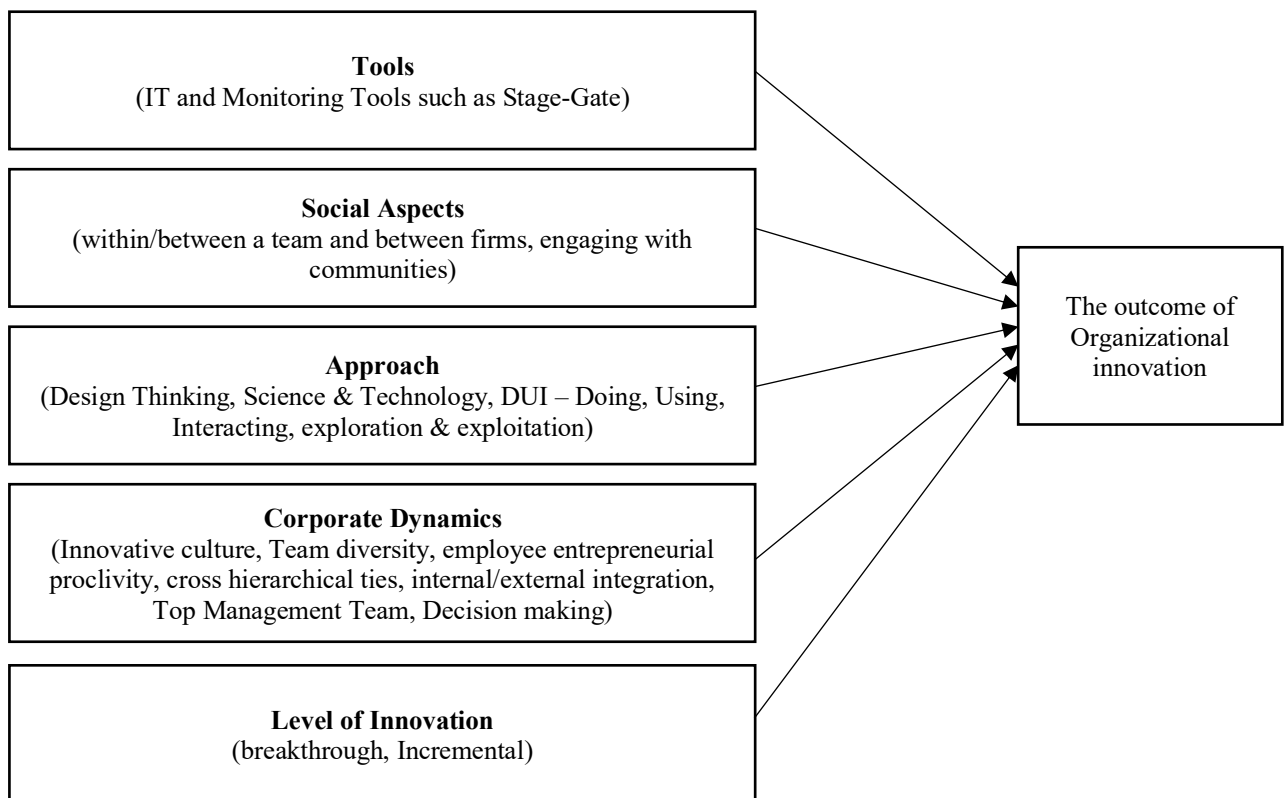 Tools
(IT and Monitoring Tools such as Stage-Gate)
Social Aspects
(within/between a team and between firms, engaging with
communities)
Approach
(Design Thinking, Science & Technology, DUI – Doing, Using,
Interacting, exploration & exploitation)
Corporate Dynamics
(Innovative culture, Team diversity, employee entrepreneurial
proclivity, cross hierarchical ties, internal/external integration,
Top Management Team, Decision making)
Level of Innovation
(breakthrough, Incremental)
The outcome of
Organizational
innovation